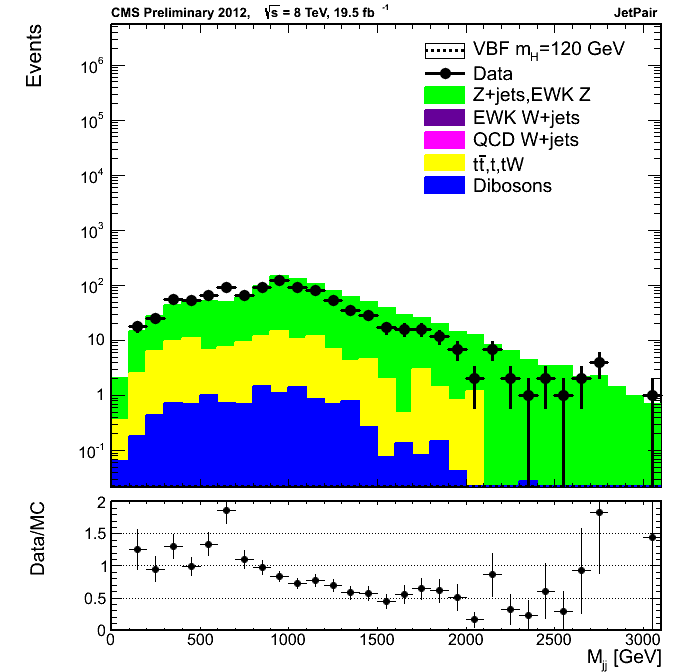 CMS Preliminary 2012, √s = 8 TeV, 19.5 fb⁻¹ JetPair
Events
VBF m_H=120 GeV
Data
Z+jets,EWK Z
EWK W+jets
QCD W+jets
tt̅,t,tW
Dibosons
10⁶
10⁵
10⁴
10³
10²
10
1
10⁻¹
Data/MC
2
1.5
1
0.5
0
0 500 1000 1500 2000 2500 3000
M_jj [GeV]